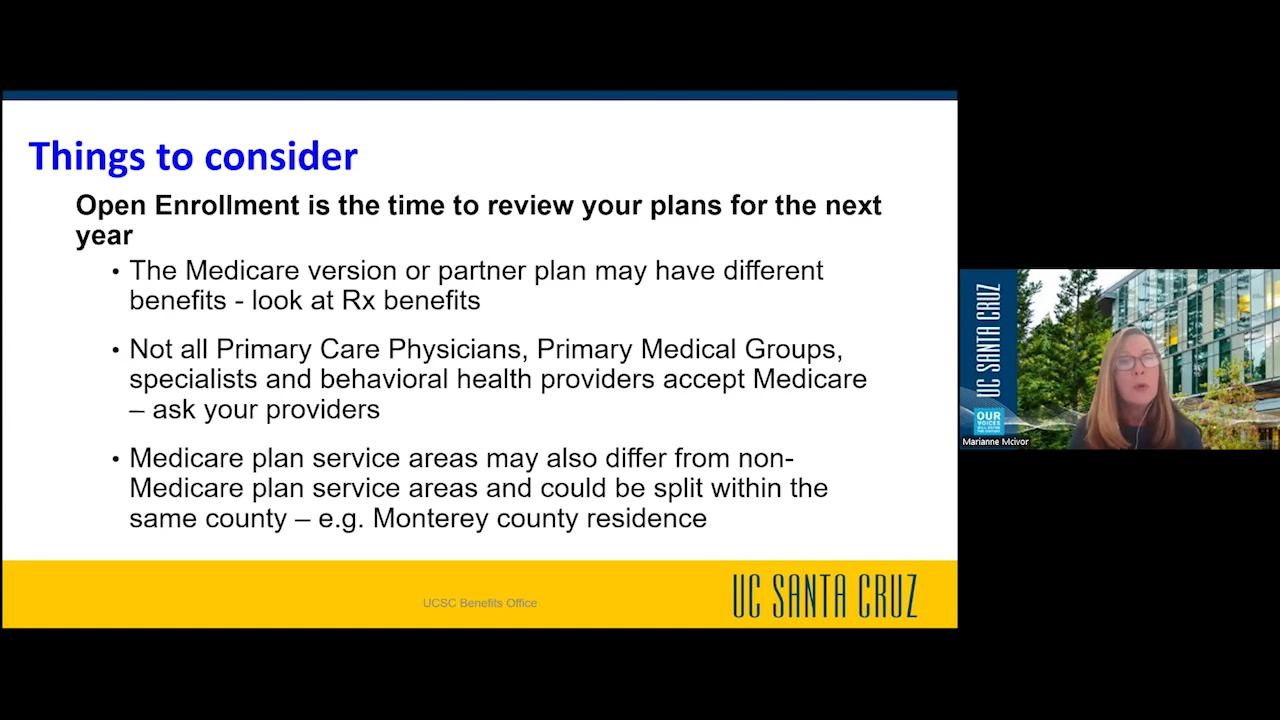 Things to consider
Open Enrollment is the time to review your plans for the next
year
• The Medicare version or partner plan may have different
benefits - look at Rx benefits
• Not all Primary Care Physicians, Primary Medical Groups,
specialists and behavioral health providers accept Medicare
– ask your providers
• Medicare plan service areas may also differ from non-
Medicare plan service areas and could be split within the
same county – e.g. Monterey county residence
UCSC Benefits Office
UC SANTA CRUZ
UC SANTA CRUZ
OUR
VOICES
Marianne Mcivor